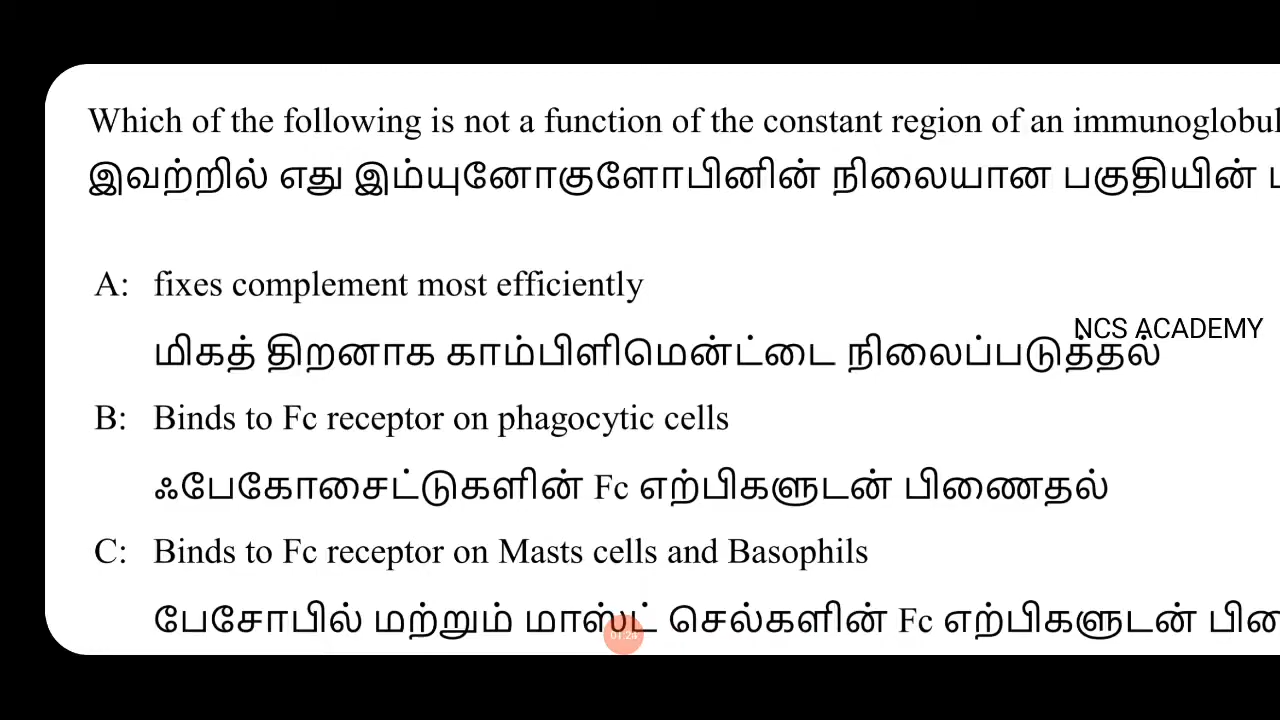 Which of the following is not a function of the constant region of an immunoglobul
இவற்றில் எது இம்யுனோகுளோபினின் நிலையான பகுதியின்
A: fixes complement most efficiently
NCS ACADEMY
மிகத் திறனாக காம்பிளிமென்ட்டை நிலைப்படுத்தல்
B: Binds to Fc receptor on phagocytic cells
ஃபேகோசைட்டுகளின் Fc எற்பிகளுடன் பிணைதல்
C: Binds to Fc receptor on Masts cells and Basophils
பேசோபில் மற்றும் மாஸ்ட் செல்களின் Fc எற்பிகளுடன்
01:24